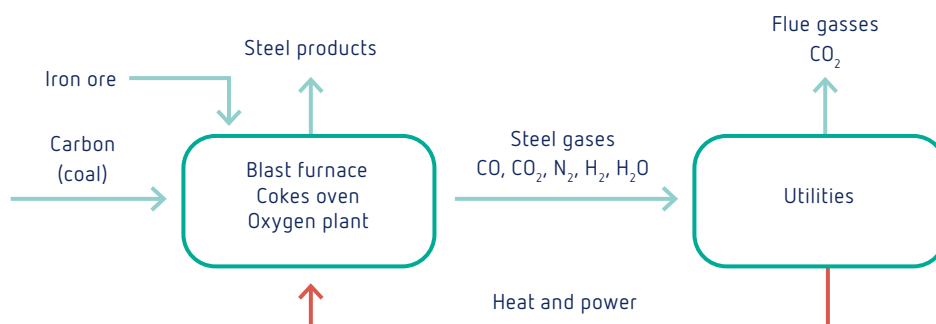 Flue gasses
CO₂
Steel products
Iron ore
Carbon
(coal)
Steel gases
CO, CO₂, N₂, H₂, H₂O
Blast furnace
Cokes oven
Oxygen plant
Utilities
Heat and power